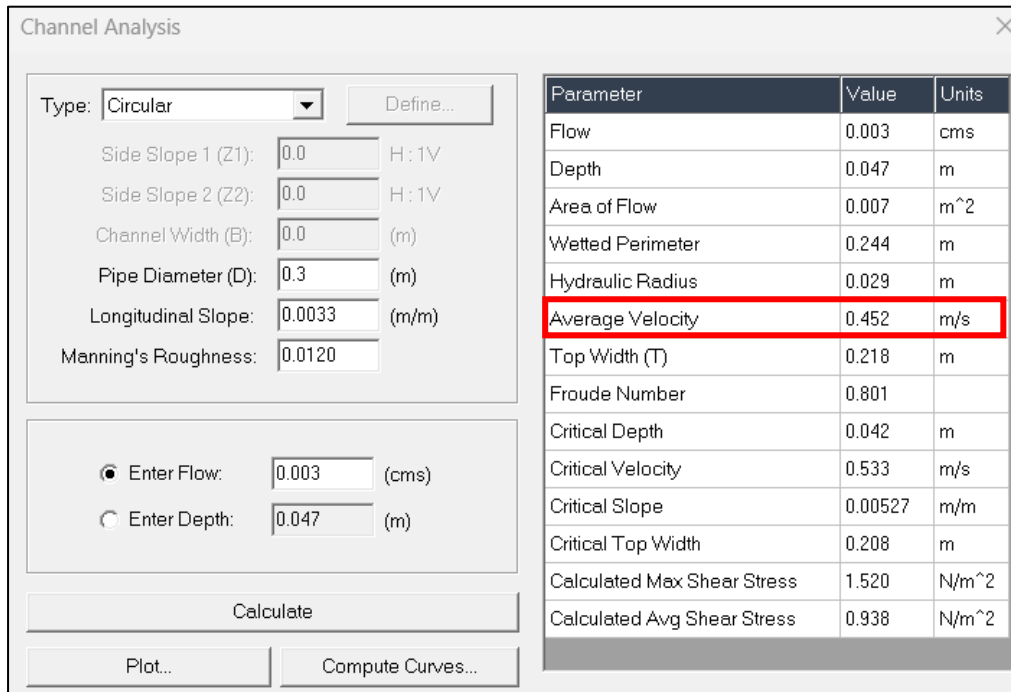 Channel Analysis
Type: Circular Define...
Side Slope 1 (Z1): 0.0 H : 1V
Side Slope 2 (Z2): 0.0 H : 1V
Channel Width (B): 0.0 (m)
Pipe Diameter (D): 0.3 (m)
Longitudinal Slope: 0.0033 (m/m)
Manning's Roughness: 0.0120
Enter Flow: 0.003 (cms)
Enter Depth: 0.047 (m)
Calculate
Plot... Compute Curves...
Parameter Value Units
Flow 0.003 cms
Depth 0.047 m
Area of Flow 0.007 m^2
Wetted Perimeter 0.244 m
Hydraulic Radius 0.029 m
Average Velocity 0.452 m/s
Top Width (T) 0.218 m
Froude Number 0.801
Critical Depth 0.042 m
Critical Velocity 0.533 m/s
Critical Slope 0.00527 m/m
Critical Top Width 0.208 m
Calculated Max Shear Stress 1.520 N/m^2
Calculated Avg Shear Stress 0.938 N/m^2